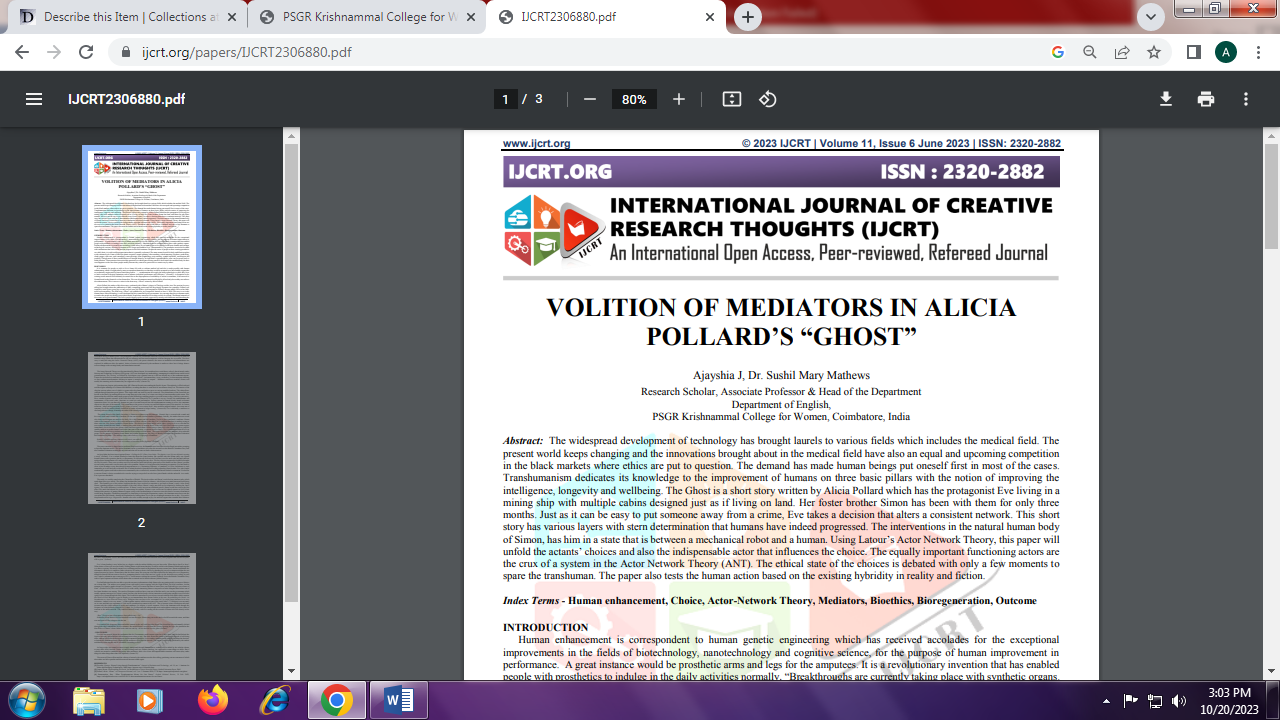 Describe this Item | Collections at
PSGR Krishnammal College for W
IJCRT2306880.pdf
ijcrt.org/papers/IJCRT2306880.pdf
A
IJCRT2306880.pdf
1 / 3
80%
www.ijcrt.org © 2023 IJCRT | Volume 11, Issue 6 June 2023 | ISSN: 2320-2882
IJCRT.ORG ISSN : 2320-2882
IJCRT
INTERNATIONAL JOURNAL OF CREATIVE
RESEARCH THOUGHTS (IJCRT)
An International Open Access, Peer-reviewed, Refereed Journal
VOLITION OF MEDIATORS IN ALICIA
POLLARD’S “GHOST”
Ajayshia J, Dr. Sushil Mary Mathews
Research Scholar, Associate Professor & Head of the Department
Department of English,
PSGR Krishnammal College for Women, Coimbatore, India
Abstract: The widespread development of technology has brought laurels to various fields which includes the medical field. The
present world keeps changing and the innovations brought about in the medical field have also an equal and upcoming competition
in the black markets where ethics are put to question. The demand has made human beings put oneself first in most of the cases.
Transhumanism dedicates its knowledge to the improvement of humans on three basic pillars with the notion of improving the
intelligence, longevity and wellbeing. The Ghost is a short story written by Alicia Pollard which has the protagonist Eve living in a
mining ship with multiple cabins designed just as if living on land. Her foster brother Simon has been with them for only three
months. Just as it can be easy to put someone away from a crime, Eve takes a decision that alters a consistent network. This short
story has various layers with stern determination that humans have indeed progressed. The interventions in the natural human body
of Simon, has him in a state that is between a mechanical robot and a human. Using Latour’s Actor Network Theory, this paper will
unfold the actants’ choices and also the indispensable actor that influences the choice. The equally important functioning actors are
the crux of a system in the Actor Network Theory (ANT). The ethical state of the choices is debated with only a few moments to
spare the transhuman. The paper also tests the human action based on the existing hybridity in reality and fiction.
Index Terms - Human enhancement, Choice, Actor-Network Theory, Mediators, Bioethics, Bioregeneration, Outcome
INTRODUCTION
Human enhancement is correspondent to human genetic engineering which has received accolades for the exceptional
improvements in the fields of biotechnology, nanotechnology and cognitive science, for the purpose of human improvement in
performance. A great instance would be prosthetic arms and legs for the amputees. It is a revolutionary invention that has enabled
people with prosthetics to indulge in the daily activities normally. “Breakthroughs are currently taking place with synthetic organs,
IJCRT
1
2
3:03 PM
10/20/2023